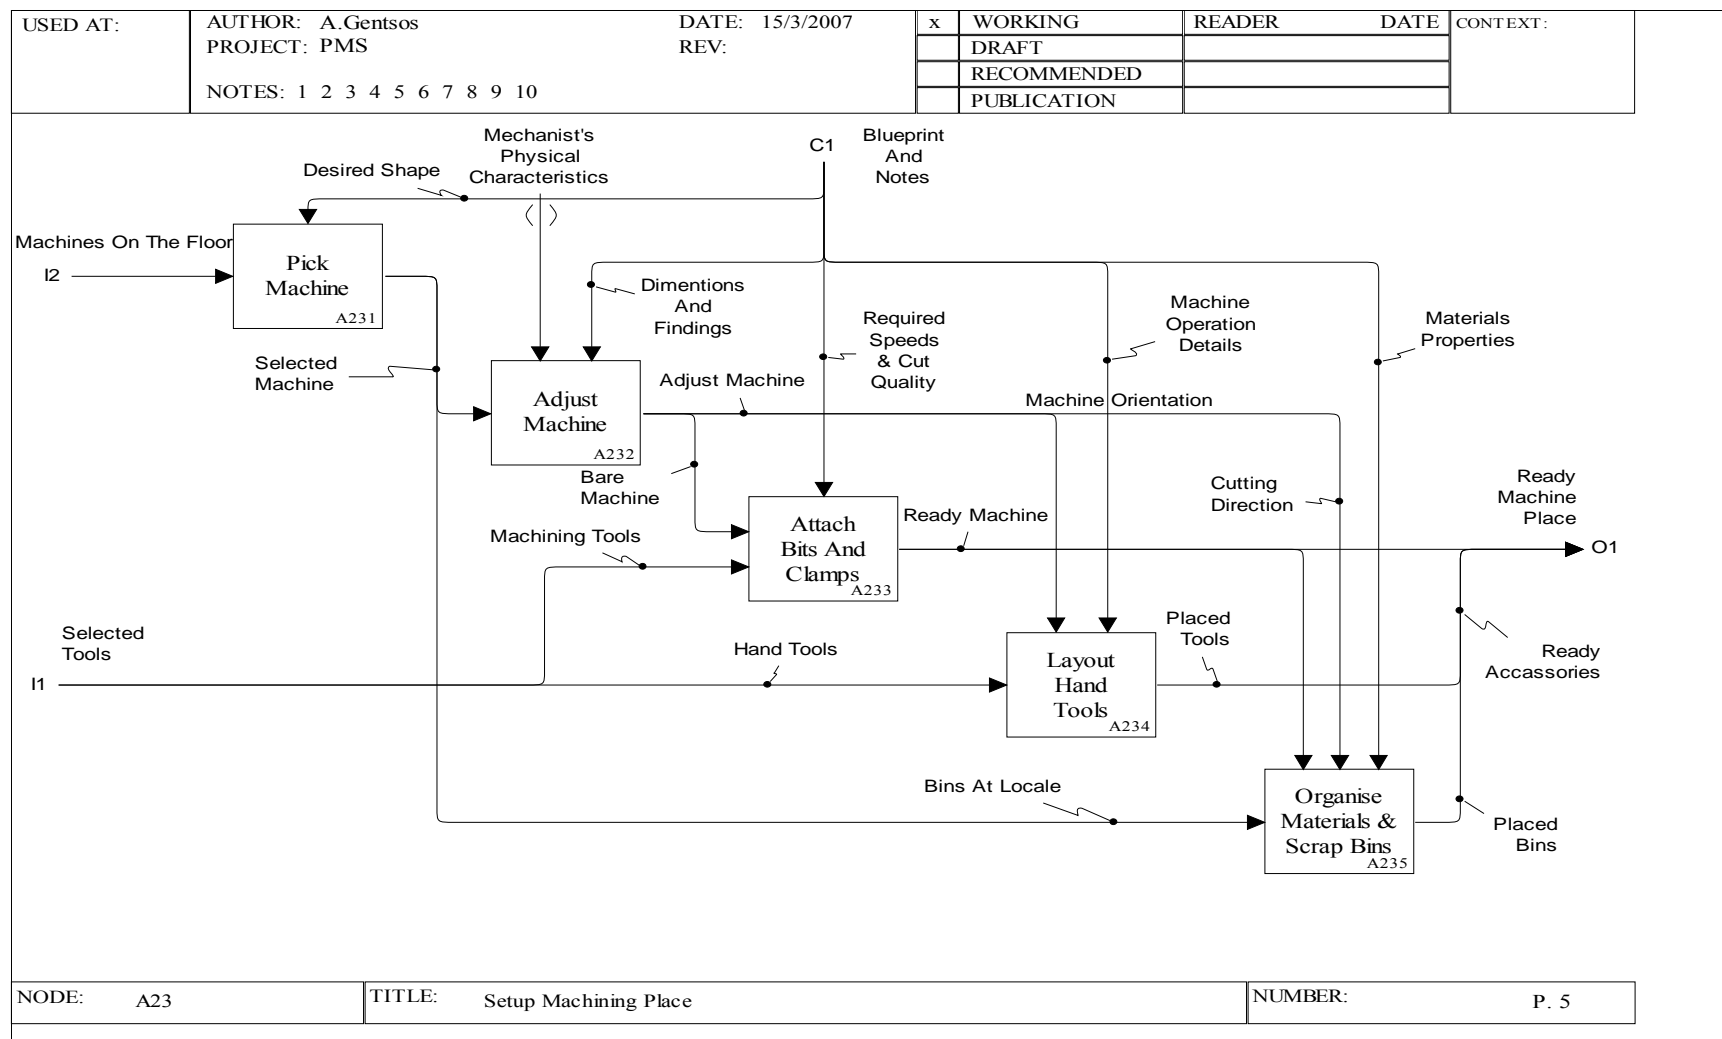 USED AT:
AUTHOR: A.Gentsos
DATE: 15/3/2007
x WORKING
READER DATE
CONTEXT:
PROJECT: PMS
REV:
DRAFT
RECOMMENDED
NOTES: 1 2 3 4 5 6 7 8 9 10
PUBLICATION
Mechanist's
Physical
Characteristics
C1
Blueprint
And
Notes
Desired Shape
Machines On The Floor
I2
Pick
Machine
A231
Dimentions
And
Findings
Required
Speeds
& Cut
Quality
Machine
Operation
Details
Materials
Properties
Selected
Machine
Adjust Machine
Machine Orientation
Adjust
Machine
A232
Bare
Machine
Cutting
Direction
Ready
Machine
Place
Machining Tools
Attach
Bits And
Clamps
A233
Ready Machine
O1
Selected
Tools
I1
Hand Tools
Placed
Tools
Layout
Hand
Tools
A234
Ready
Accassories
Bins At Locale
Organise
Materials &
Scrap Bins
A235
Placed
Bins
NODE: A23
TITLE: Setup Machining Place
NUMBER: P. 5